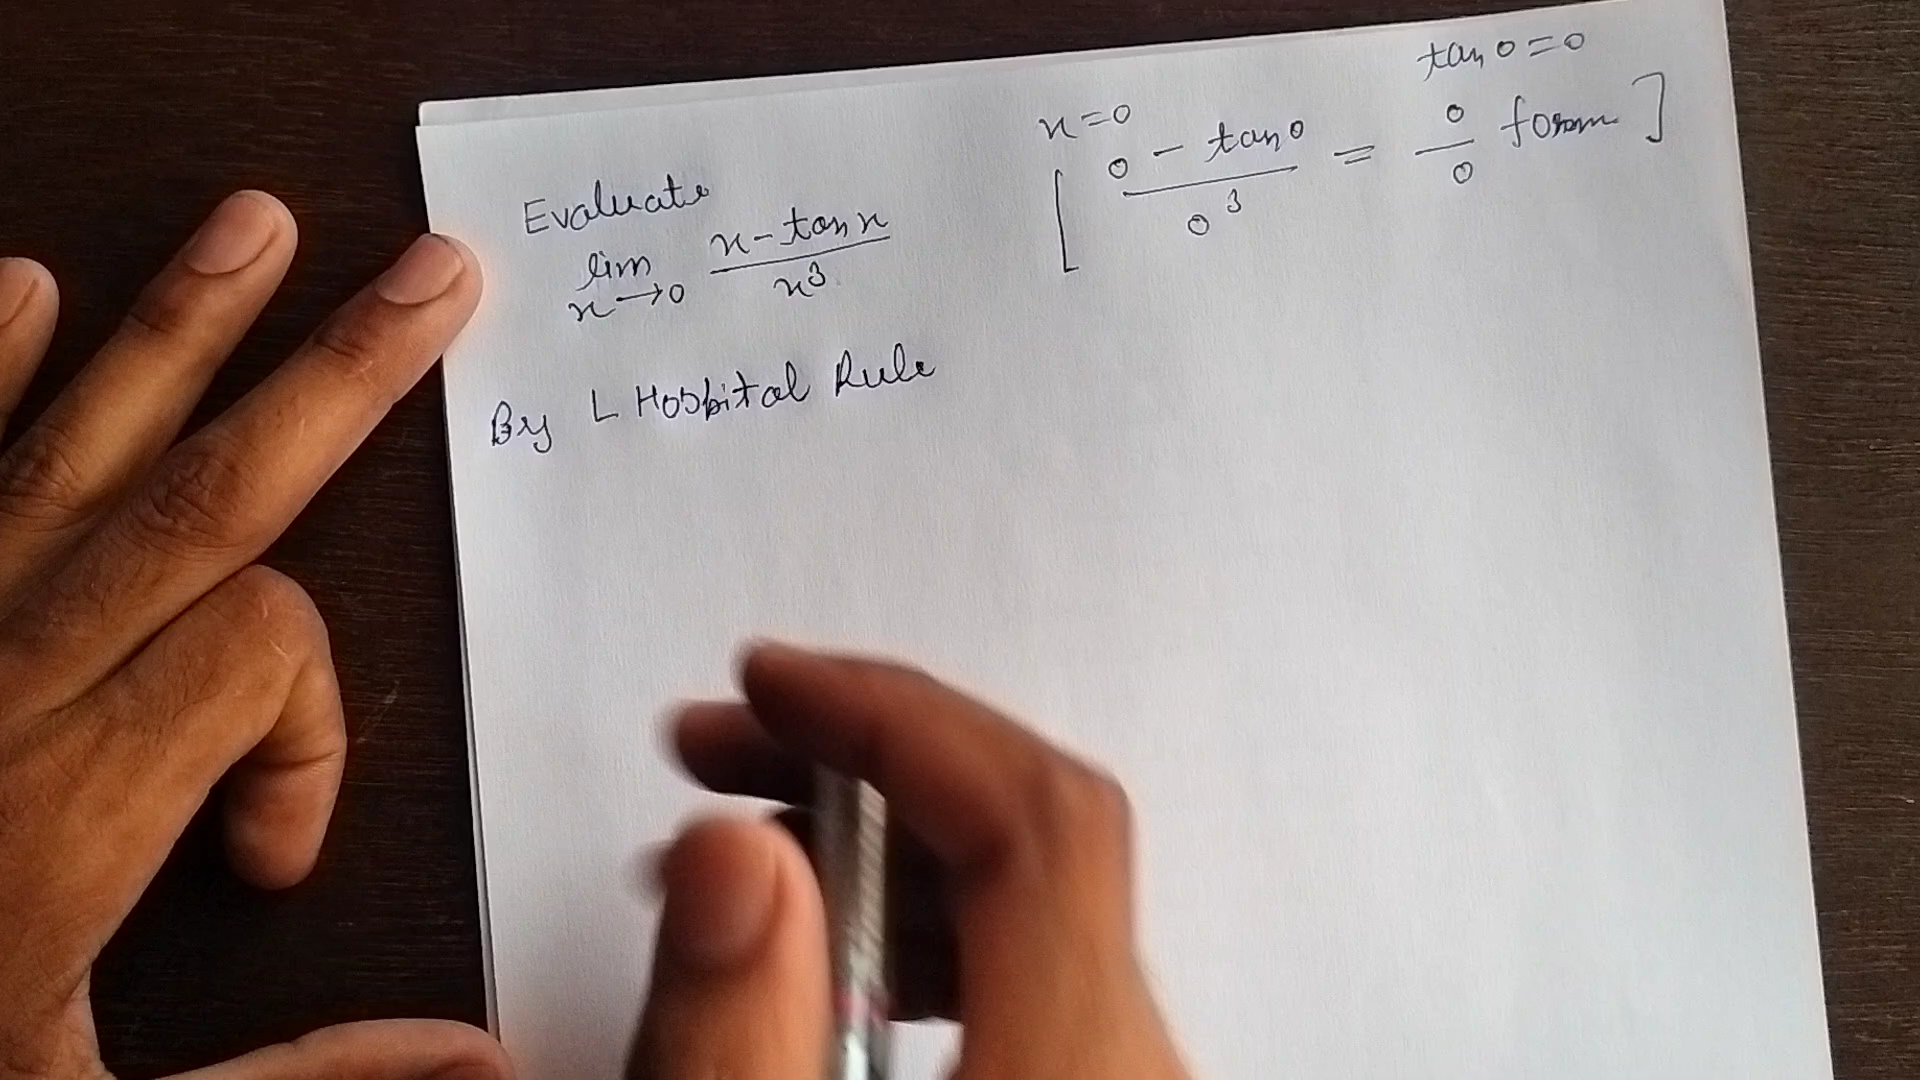 Evaluate
lim x→0 (x - tan x)/x³
x = 0
tan 0 = 0
[ (0 - tan 0)/0³ = 0/0 form ]
By L Hospital Rule